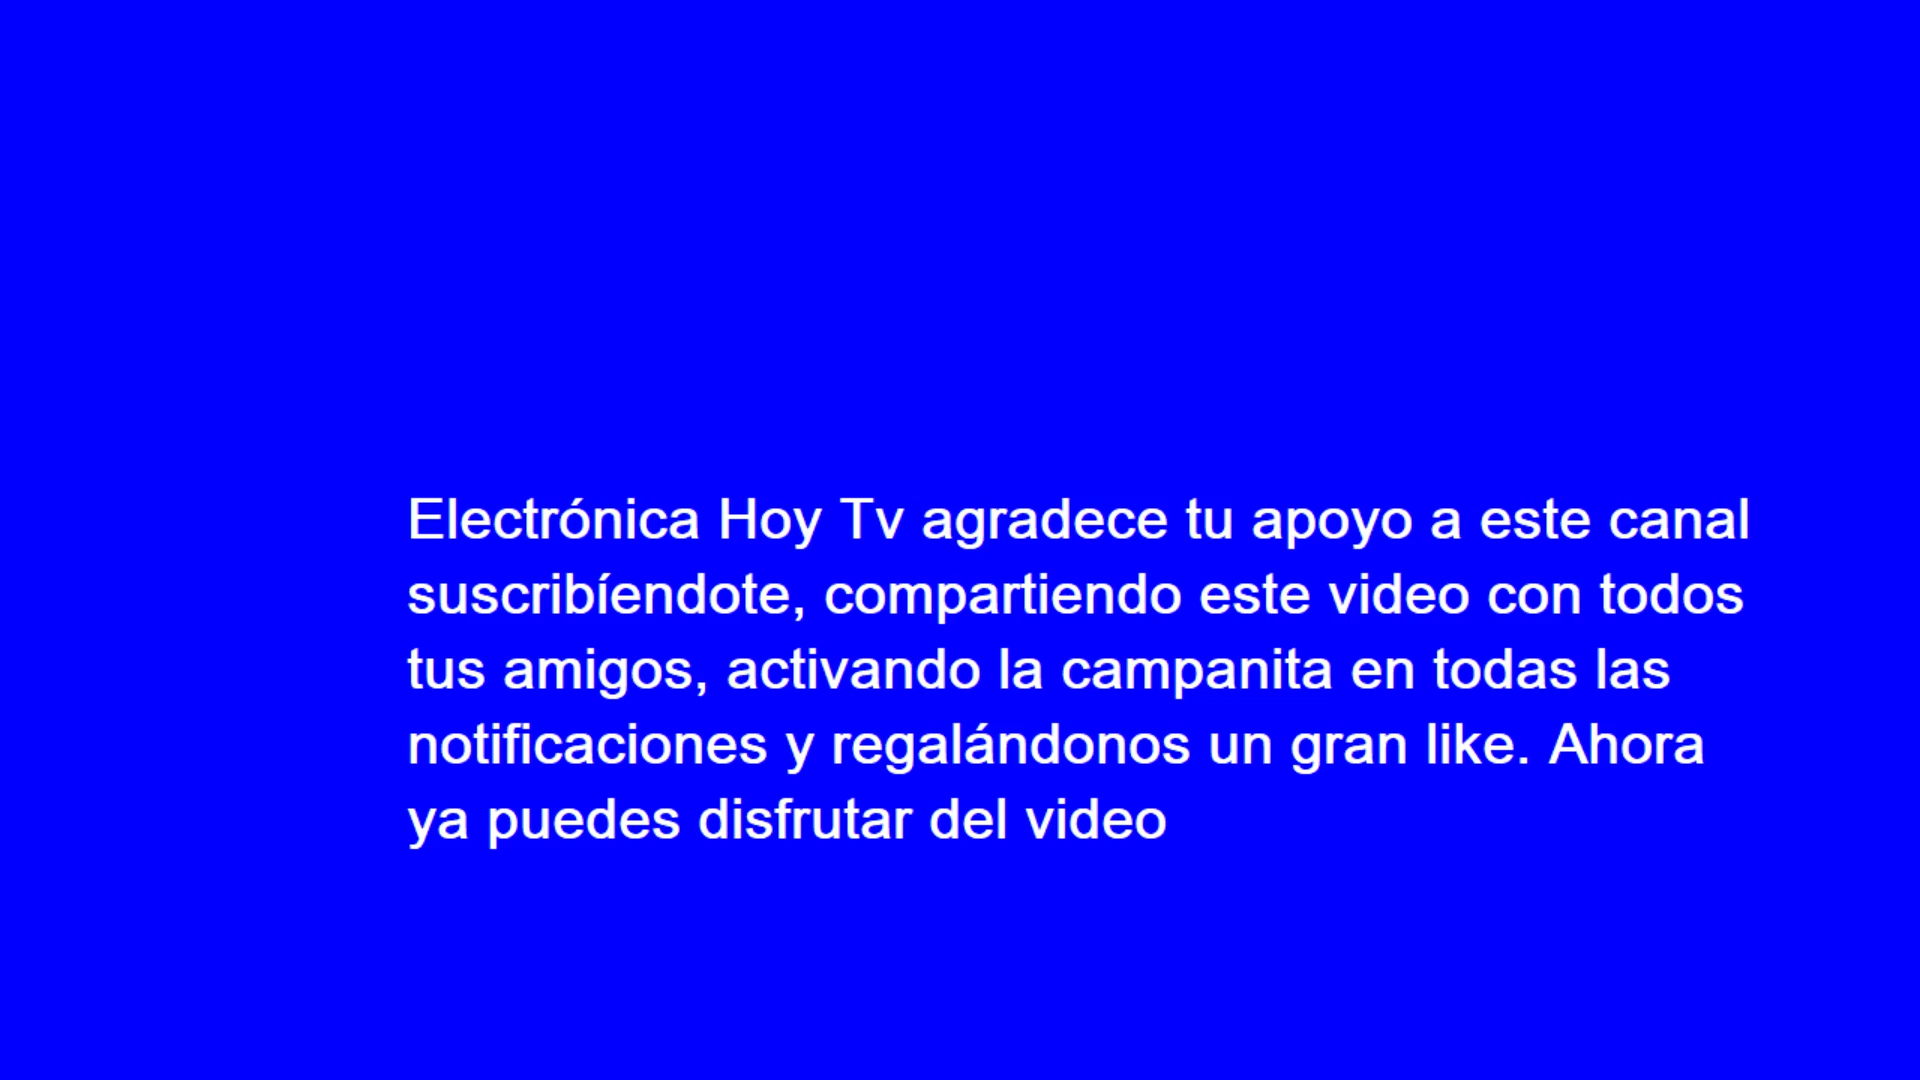 Electrónica Hoy Tv agradece tu apoyo a este canal
suscribíendote, compartiendo este video con todos
tus amigos, activando la campanita en todas las
notificaciones y regalándonos un gran like. Ahora
ya puedes disfrutar del video